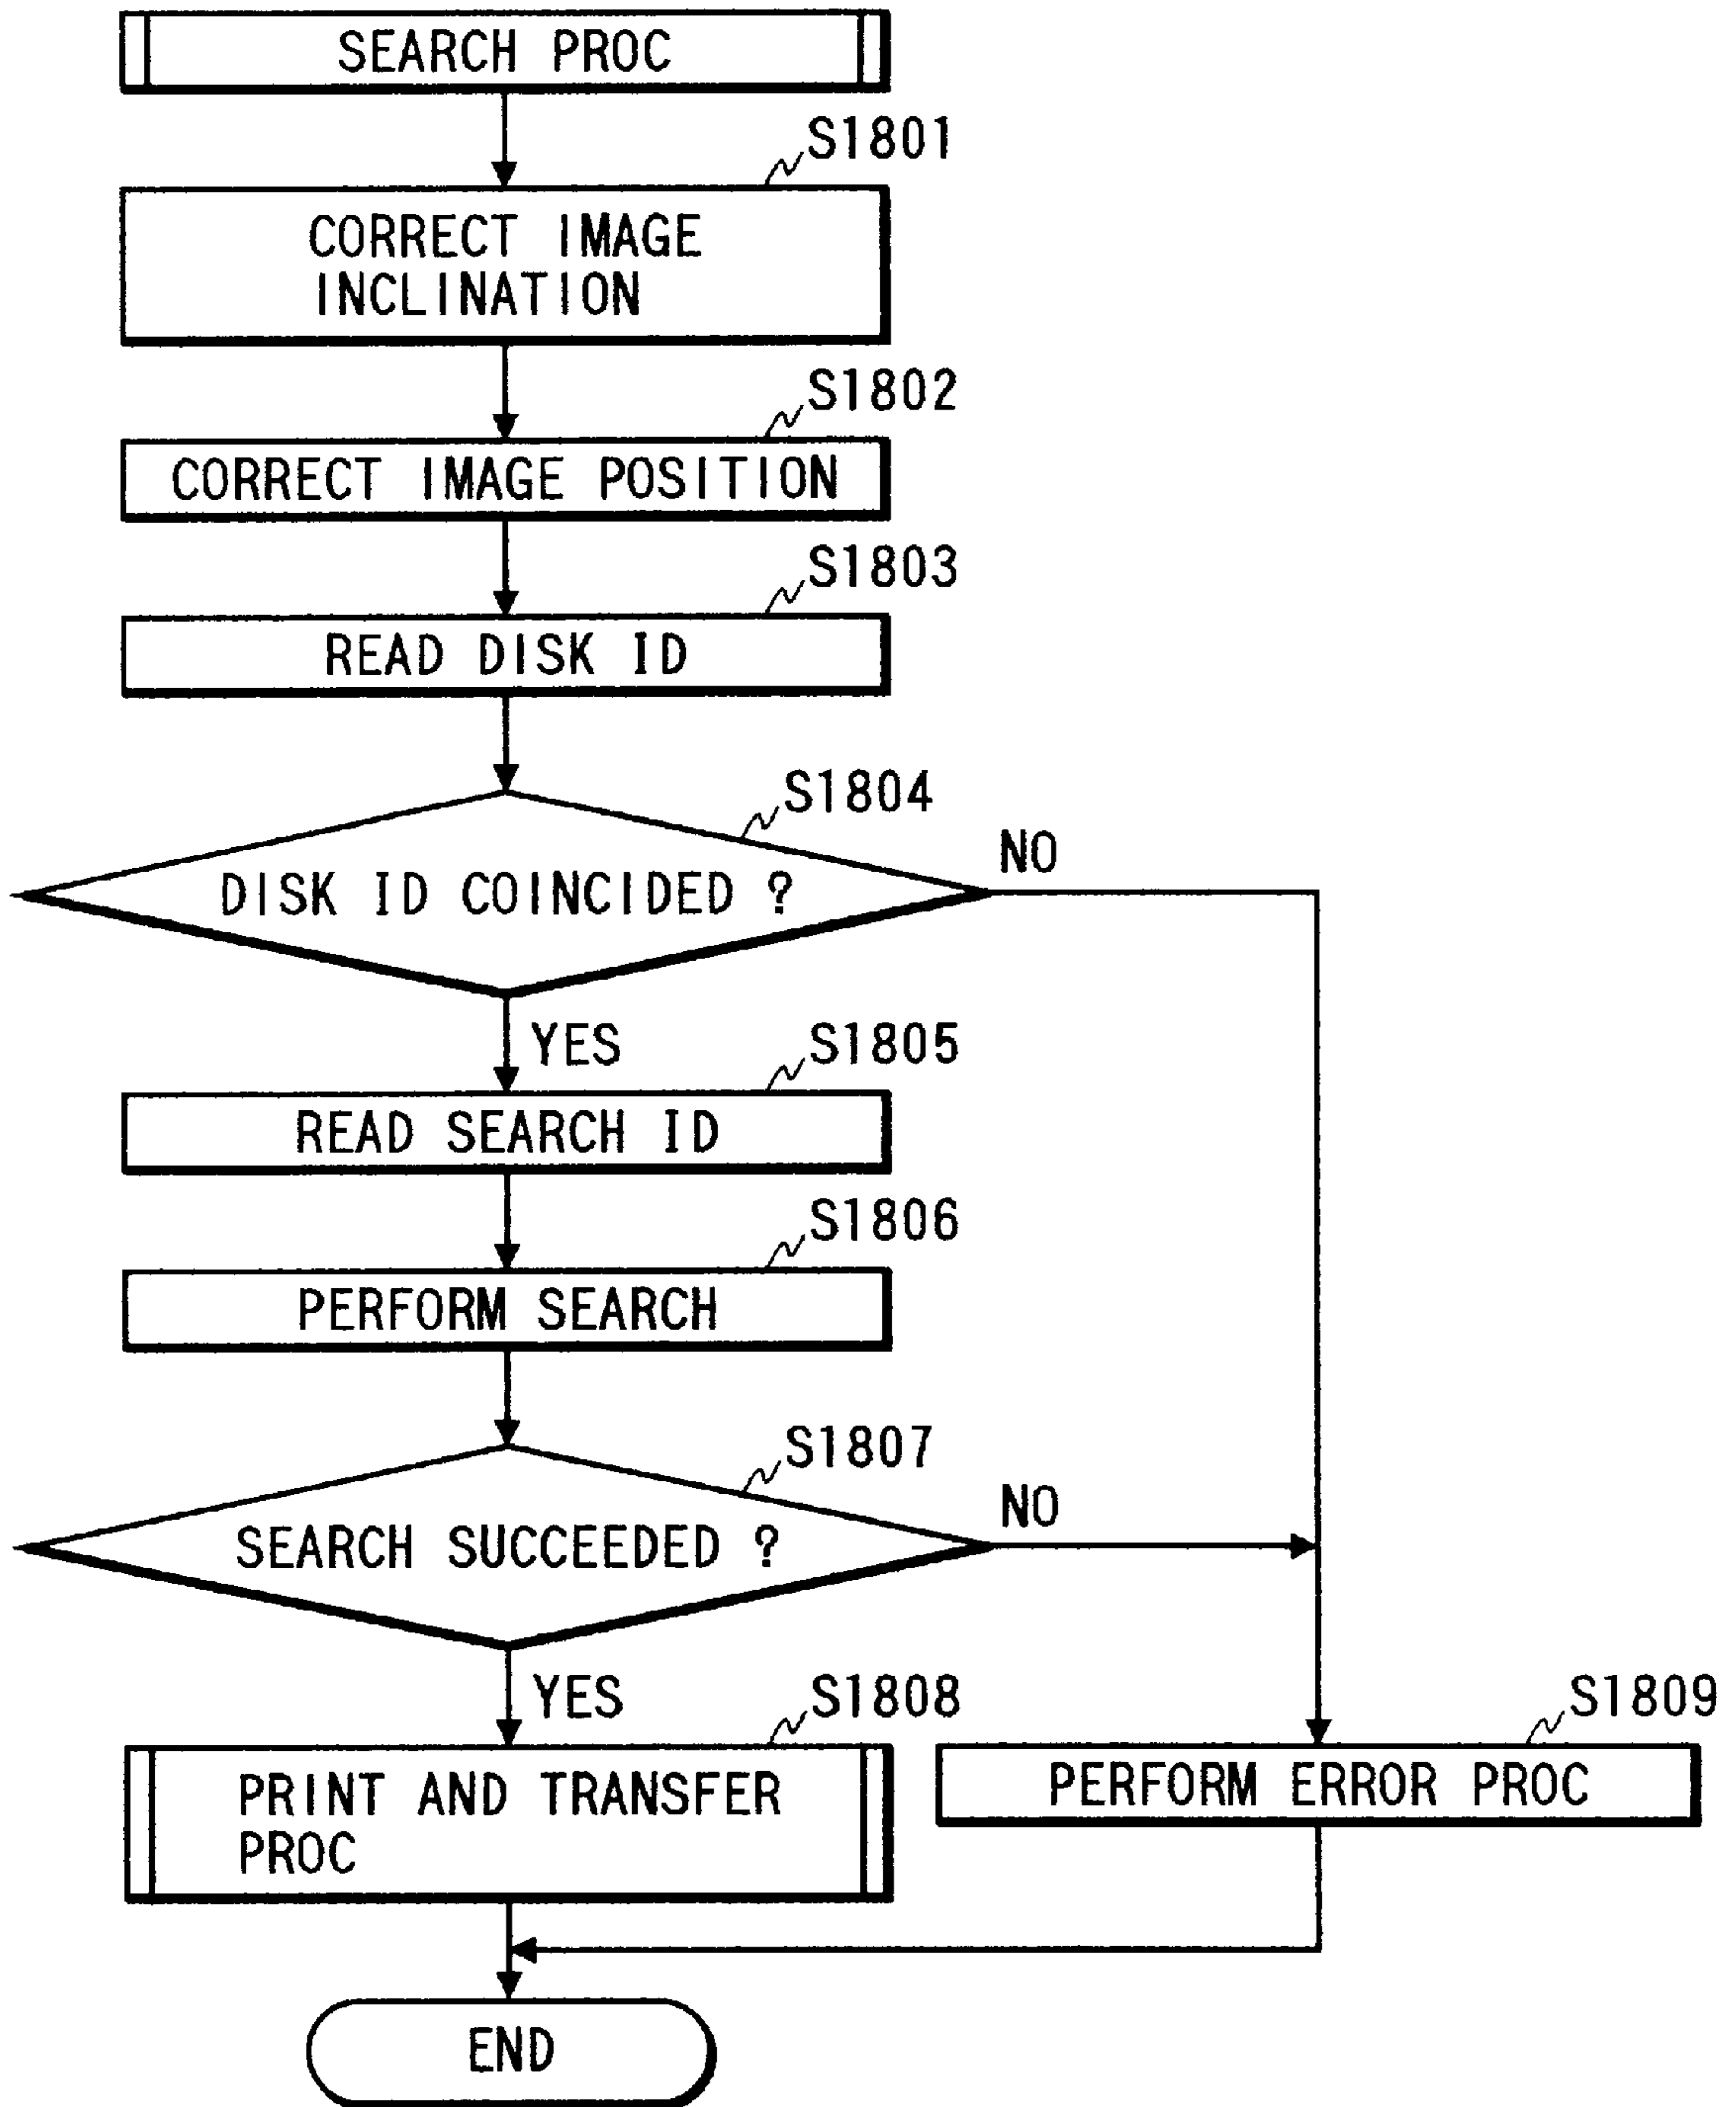 SEARCH PROC
S1801
CORRECT IMAGE
INCLINATION
S1802
CORRECT IMAGE POSITION
S1803
READ DISK ID
S1804
DISK ID COINCIDED ?
NO
YES
S1805
READ SEARCH ID
S1806
PERFORM SEARCH
S1807
SEARCH SUCCEEDED ?
NO
YES
S1808
PRINT AND TRANSFER
PROC
S1809
PERFORM ERROR PROC
END